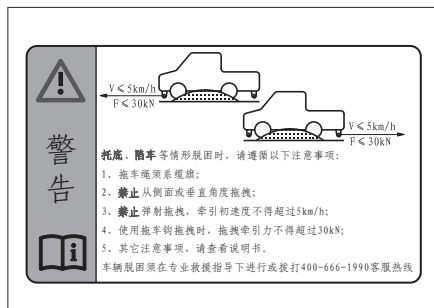 警告
V≤5km/h
F≤30kN
V≤5km/h
F≤30kN
托底、陷车等情形脱困时，请遵循以下注意事项：
1、拖车绳须系缆旗；
2、禁止从侧面或垂直角度拖拽；
3、禁止弹射拖拽，牵引初速度不得超过5km/h；
4、使用拖车钩拖拽时，拖拽牵引力不得超过30kN；
5、其它注意事项，请查看说明书。
车辆脱困须在专业救援指导下进行或拨打400-666-1990客服热线